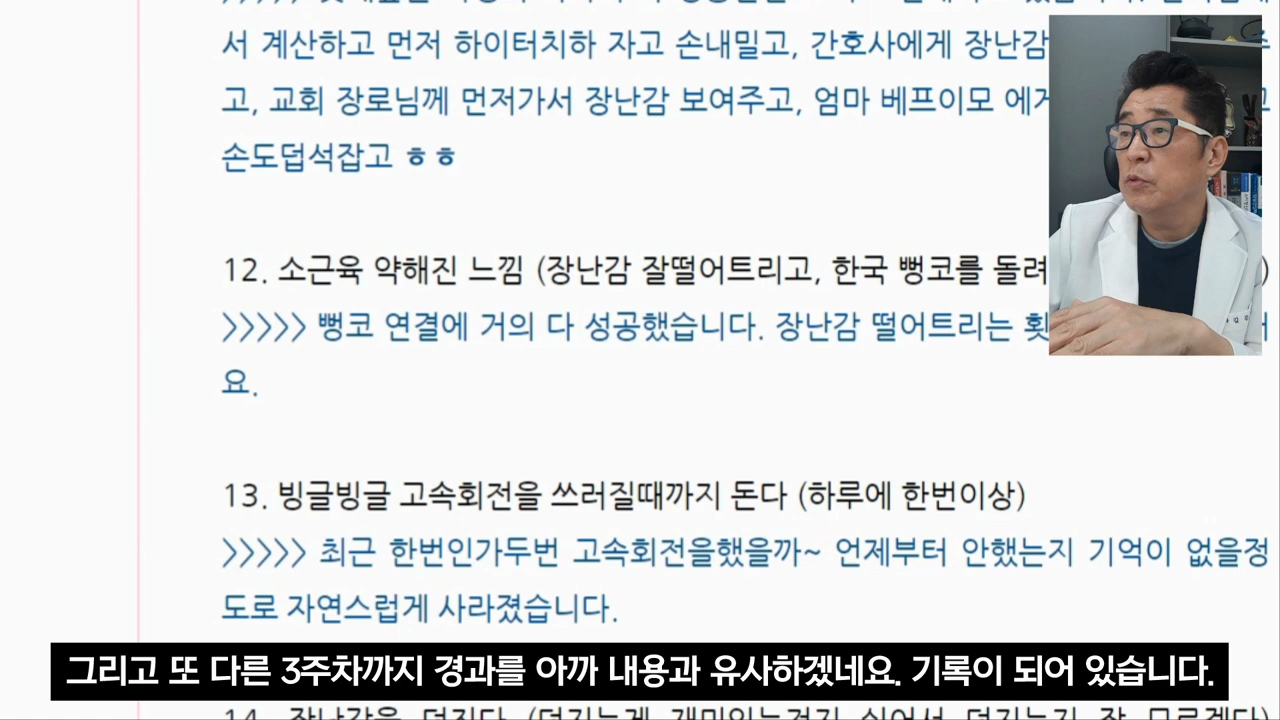 서 계산하고 먼저 하이터치하 자고 손내밀고, 간호사에게 장난감
고, 교회 장로님께 먼저가서 장난감 보여주고, 엄마 베프이모 에게
손도덥석잡고 ㅎㅎ
12. 소근육 약해진 느낌 (장난감 잘떨어트리고, 한국 뻥코를 돌려
>>>>> 뻥코 연결에 거의 다 성공했습니다. 장난감 떨어트리는
요.
13. 빙글빙글 고속회전을 쓰러질때까지 돈다 (하루에 한번이상)
>>>>> 최근 한번인가두번 고속회전을했을까~ 언제부터 안했는지 기억이 없을정
도로 자연스럽게 사라졌습니다.
그리고 또 다른 3주차까지 경과를 아까 내용과 유사하겠네요. 기록이 되어 있습니다.